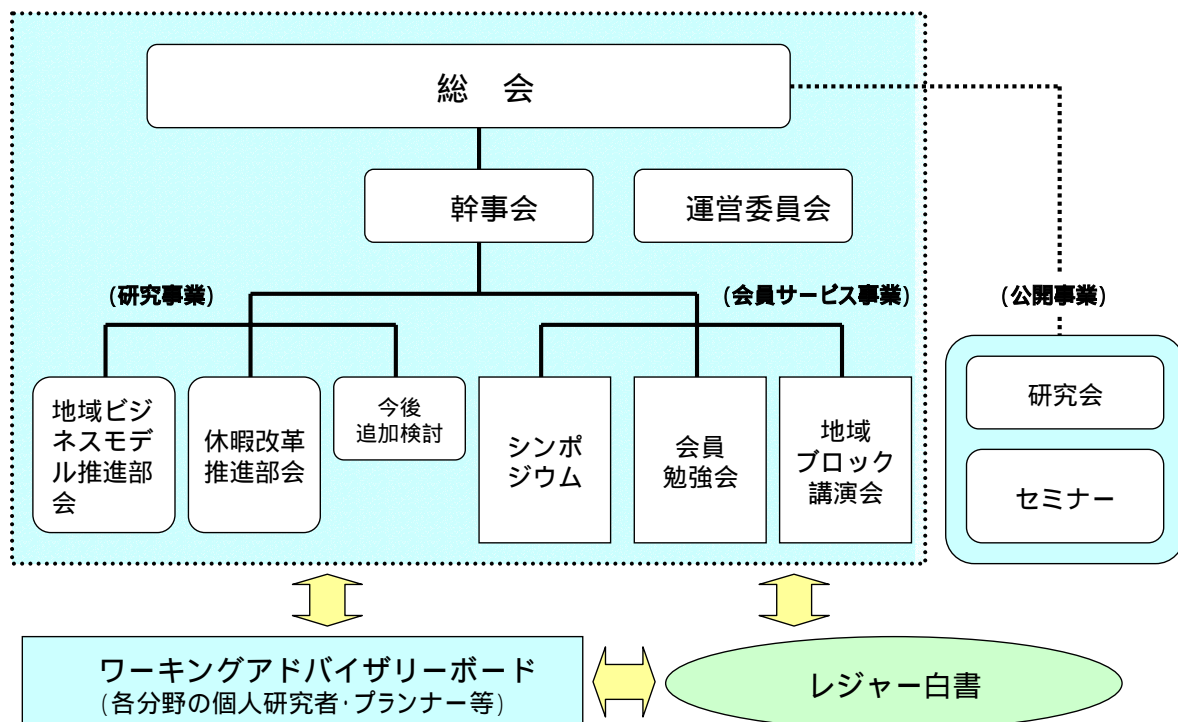 総　会
幹事会
運営委員会
(研究事業)
(会員サービス事業)
(公開事業)
地域ビジ
ネスモデ
ル推進部
会
休暇改革
推進部会
今後
追加検討
シンポ
ジウム
会員
勉強会
地域
ブロック
講演会
研究会
セミナー
ワーキングアドバイザリーボード
(各分野の個人研究者・プランナー等)
レジャー白書